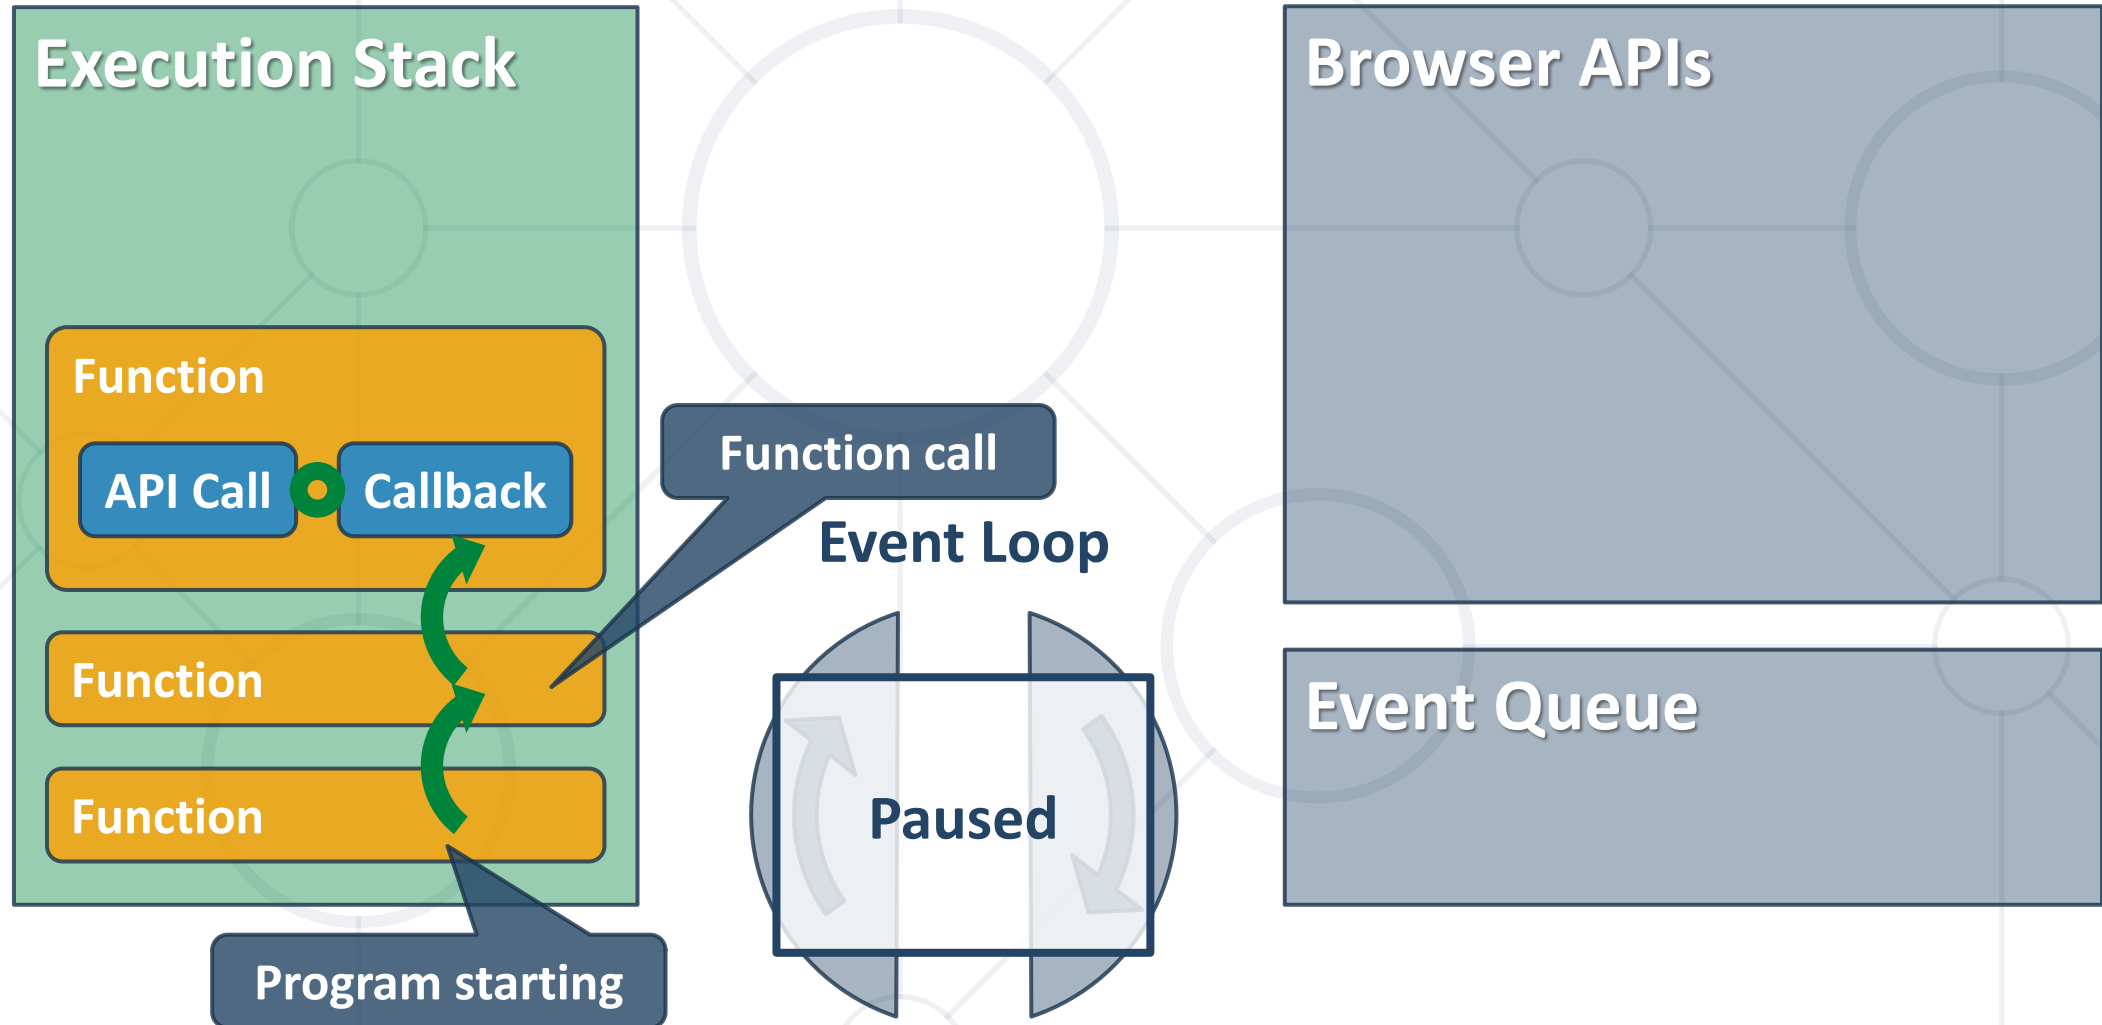 Execution Stack
Function
API Call
Callback
Function
Function
Program starting
Function call
Event Loop
Paused
Browser APIs
Event Queue